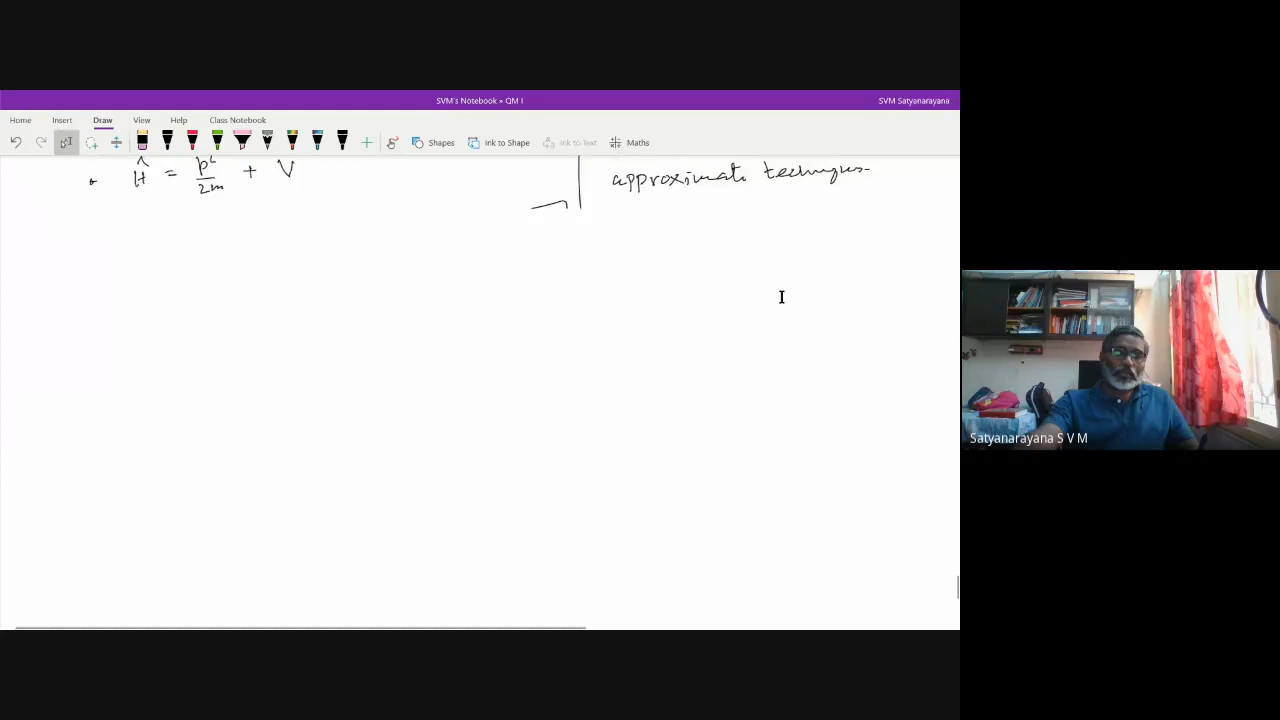 SVM's Notebook » QM I
SVM Satyanarayana
Home Insert Draw View Help Class Notebook
Shapes Ink to Shape Ink to Text Maths
Ĥ = p²/2m + V
approximate
Satyanarayana S V M